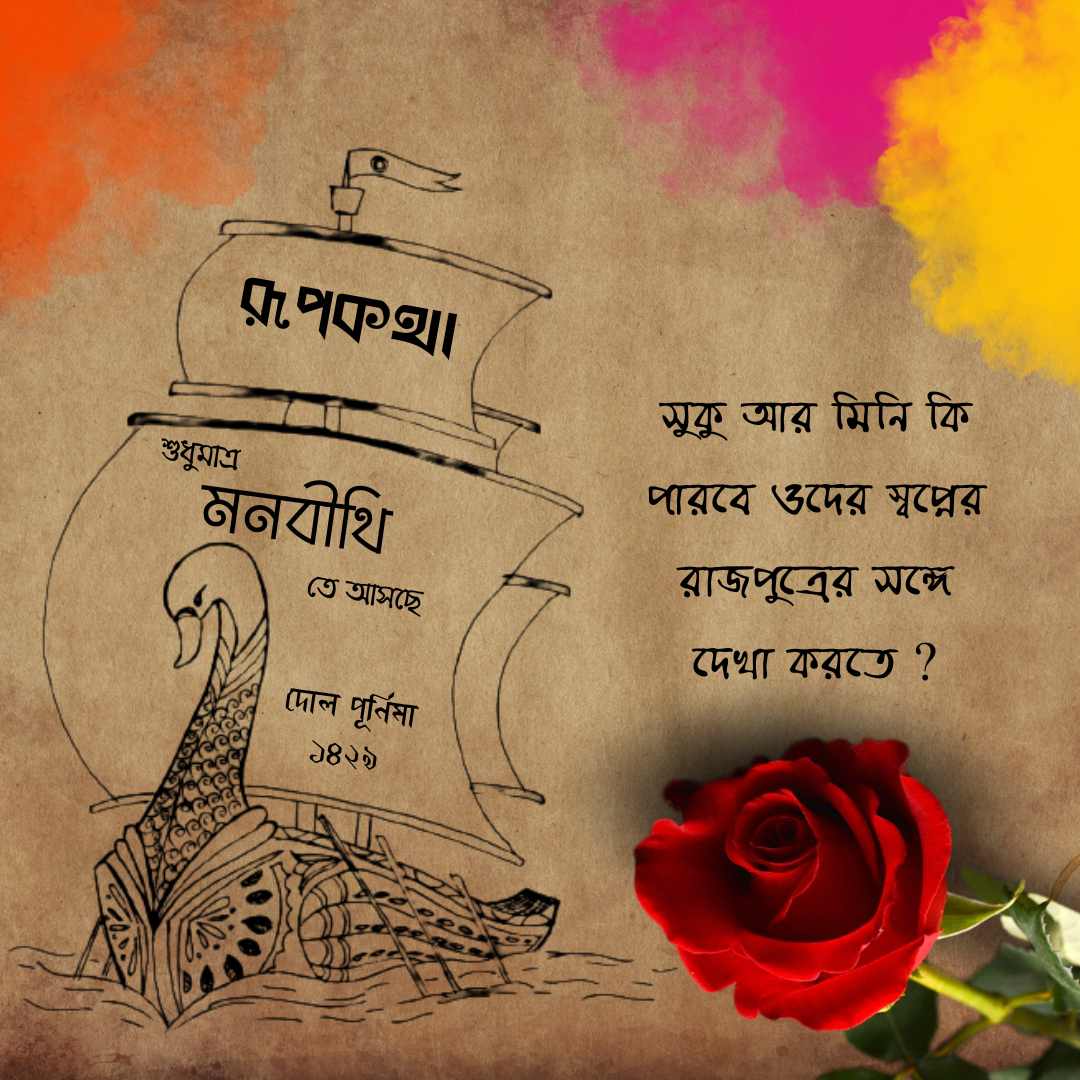 রূপকথা
শুধুমাত্র
মনবীথি
তে আসছে
দোল পূর্ণিমা
১৪২৯
সুকু আর মিনি কি
পারবে ওদের স্বপ্নের
রাজপুত্রের সঙ্গে
দেখা করতে ?